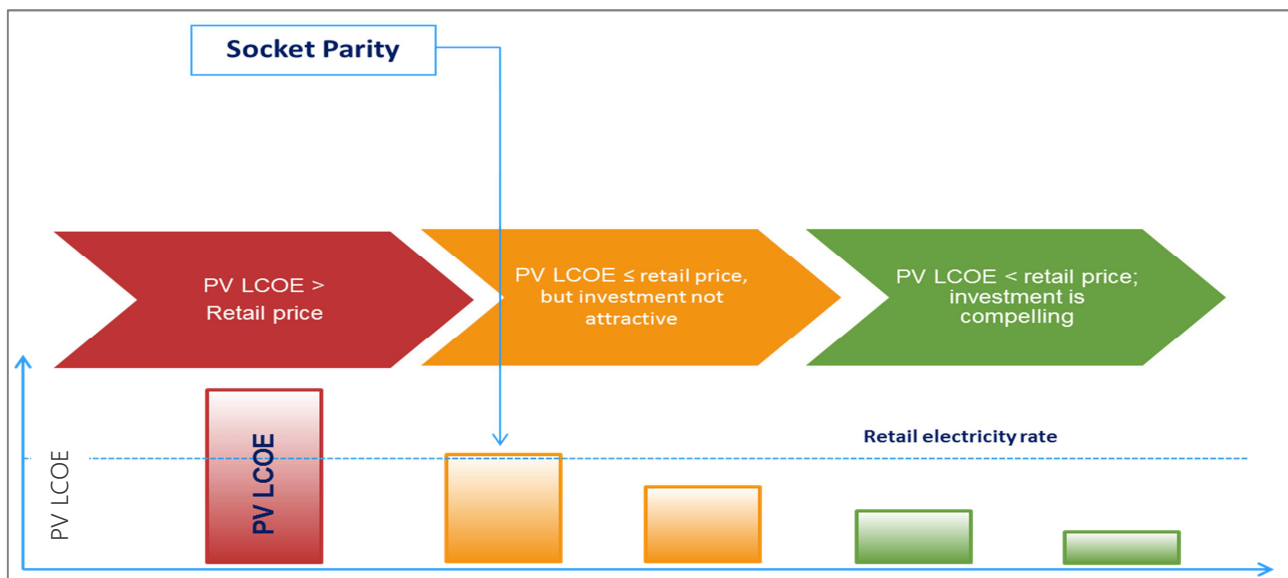 Socket Parity
PV LCOE >
Retail price
PV LCOE ≤ retail price,
but investment not
attractive
PV LCOE < retail price;
investment is
compelling
Retail electricity rate
PV LCOE
PV LCOE